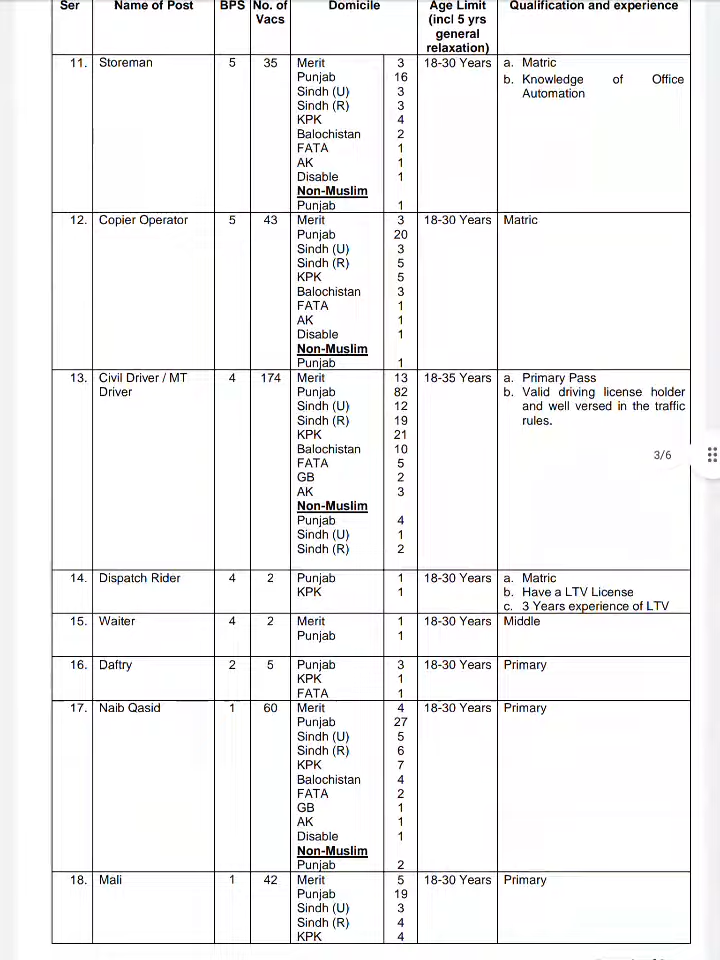 Ser Name of Post BPS No. of Vacs Domicile Age Limit (incl 5 yrs general relaxation) Qualification and experience
11. Storeman 5 35 Merit 3 18-30 Years a. Matric
Punjab 16 b. Knowledge of Office
Sindh (U) 3 Automation
Sindh (R) 3
KPK 4
Balochistan 2
FATA 1
AK 1
Disable 1
Non-Muslim
Punjab 1
12. Copier Operator 5 43 Merit 3 18-30 Years Matric
Punjab 20
Sindh (U) 3
Sindh (R) 5
KPK 5
Balochistan 3
FATA 1
AK 1
Disable 1
Non-Muslim
Punjab 1
13. Civil Driver / MT 4 174 Merit 13 18-35 Years a. Primary Pass
Driver Punjab 82 b. Valid driving license holder
Sindh (U) 12 and well versed in the traffic
Sindh (R) 19 rules.
KPK 21
Balochistan 10
3/6
FATA 5
GB 2
AK 3
Non-Muslim
Punjab 4
Sindh (U) 1
Sindh (R) 2
14. Dispatch Rider 4 2 Punjab 1 18-30 Years a. Matric
KPK 1 b. Have a LTV License
c. 3 Years experience of LTV
15. Waiter 4 2 Merit 1 18-30 Years Middle
Punjab 1
16. Daftry 2 5 Punjab 3 18-30 Years Primary
KPK 1
FATA 1
17. Naib Qasid 1 60 Merit 4 18-30 Years Primary
Punjab 27
Sindh (U) 5
Sindh (R) 6
KPK 7
Balochistan 4
FATA 2
GB 1
AK 1
Disable 1
Non-Muslim
Punjab 2
18. Mali 1 42 Merit 5 18-30 Years Primary
Punjab 19
Sindh (U) 3
Sindh (R) 4
KPK 4